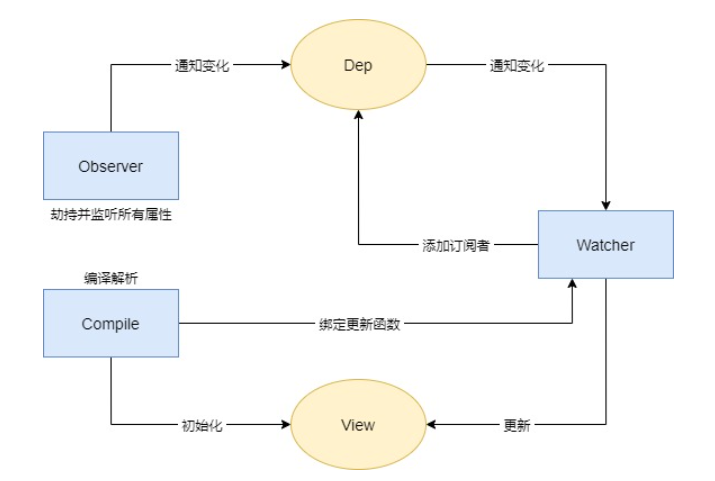 Dep
通知变化
通知变化
Observer
劫持并监听所有属性
添加订阅者
Watcher
编译解析
Compile
绑定更新函数
初始化
View
更新